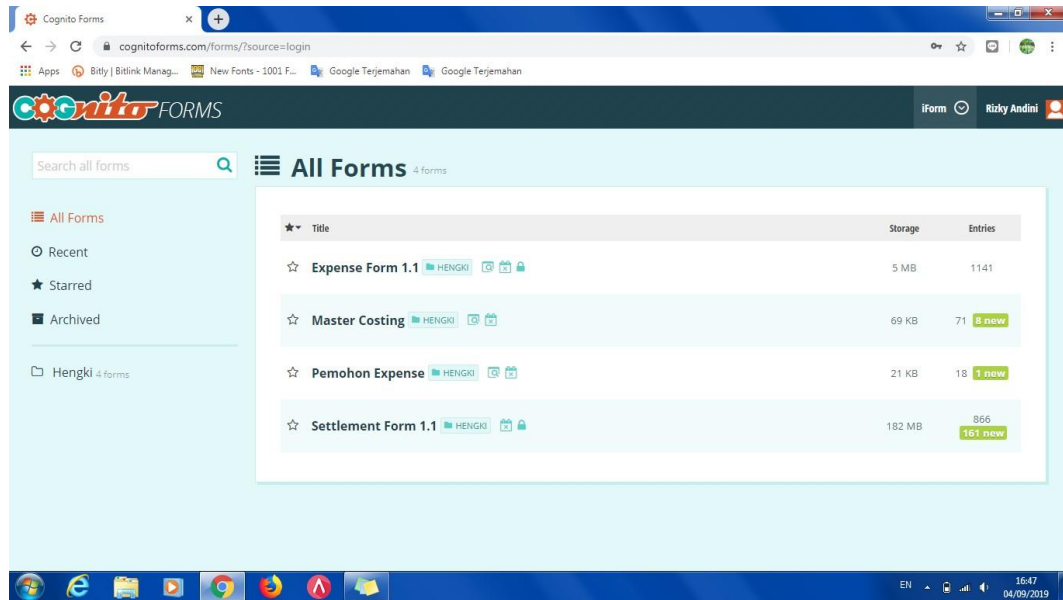 Cognito Forms
cognitoforms.com/forms/?source=login
Apps Bitly | Bitlink Manag... New Fonts - 1001 F... Google Terjemahan Google Terjemahan
COGnito FORMS iForm Rizky Andini
Search all forms
All Forms 4 forms
All Forms
Recent
Starred
Archived
Hengki 4 forms
Title Storage Entries
Expense Form 1.1 HENGKI 5 MB 1141
Master Costing HENGKI 69 KB 71 8 new
Pemohon Expense HENGKI 21 KB 18 1 new
Settlement Form 1.1 HENGKI 182 MB 866
161 new
EN 16:47
04/09/2019